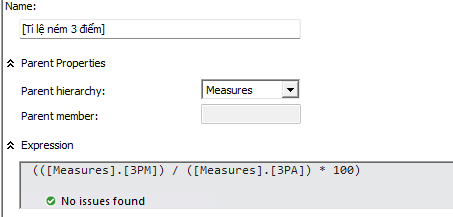 Name:
[Tỉ lệ ném 3 điểm]
Parent Properties
Parent hierarchy:
Measures
Parent member:
Expression
(([Measures].[3PM]) / ([Measures].[3PA]) * 100)
No issues found